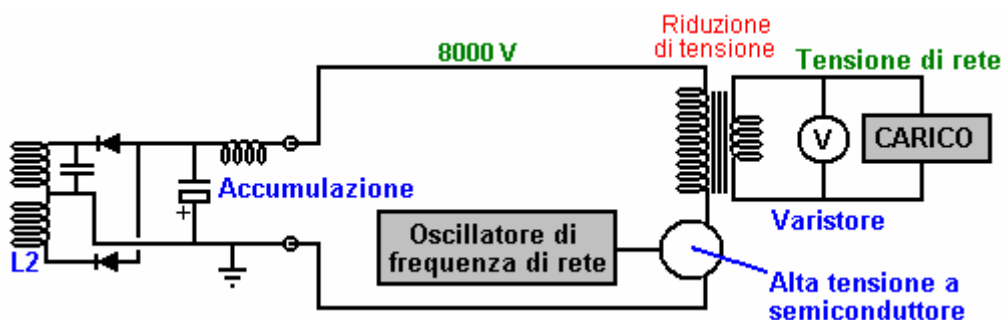 Riduzione
di tensione
8000 V
Tensione di rete
V
CARICO
Accumulazione
+
Varistore
L2
Oscillatore di
frequenza di rete
Alta tensione a
semiconduttore